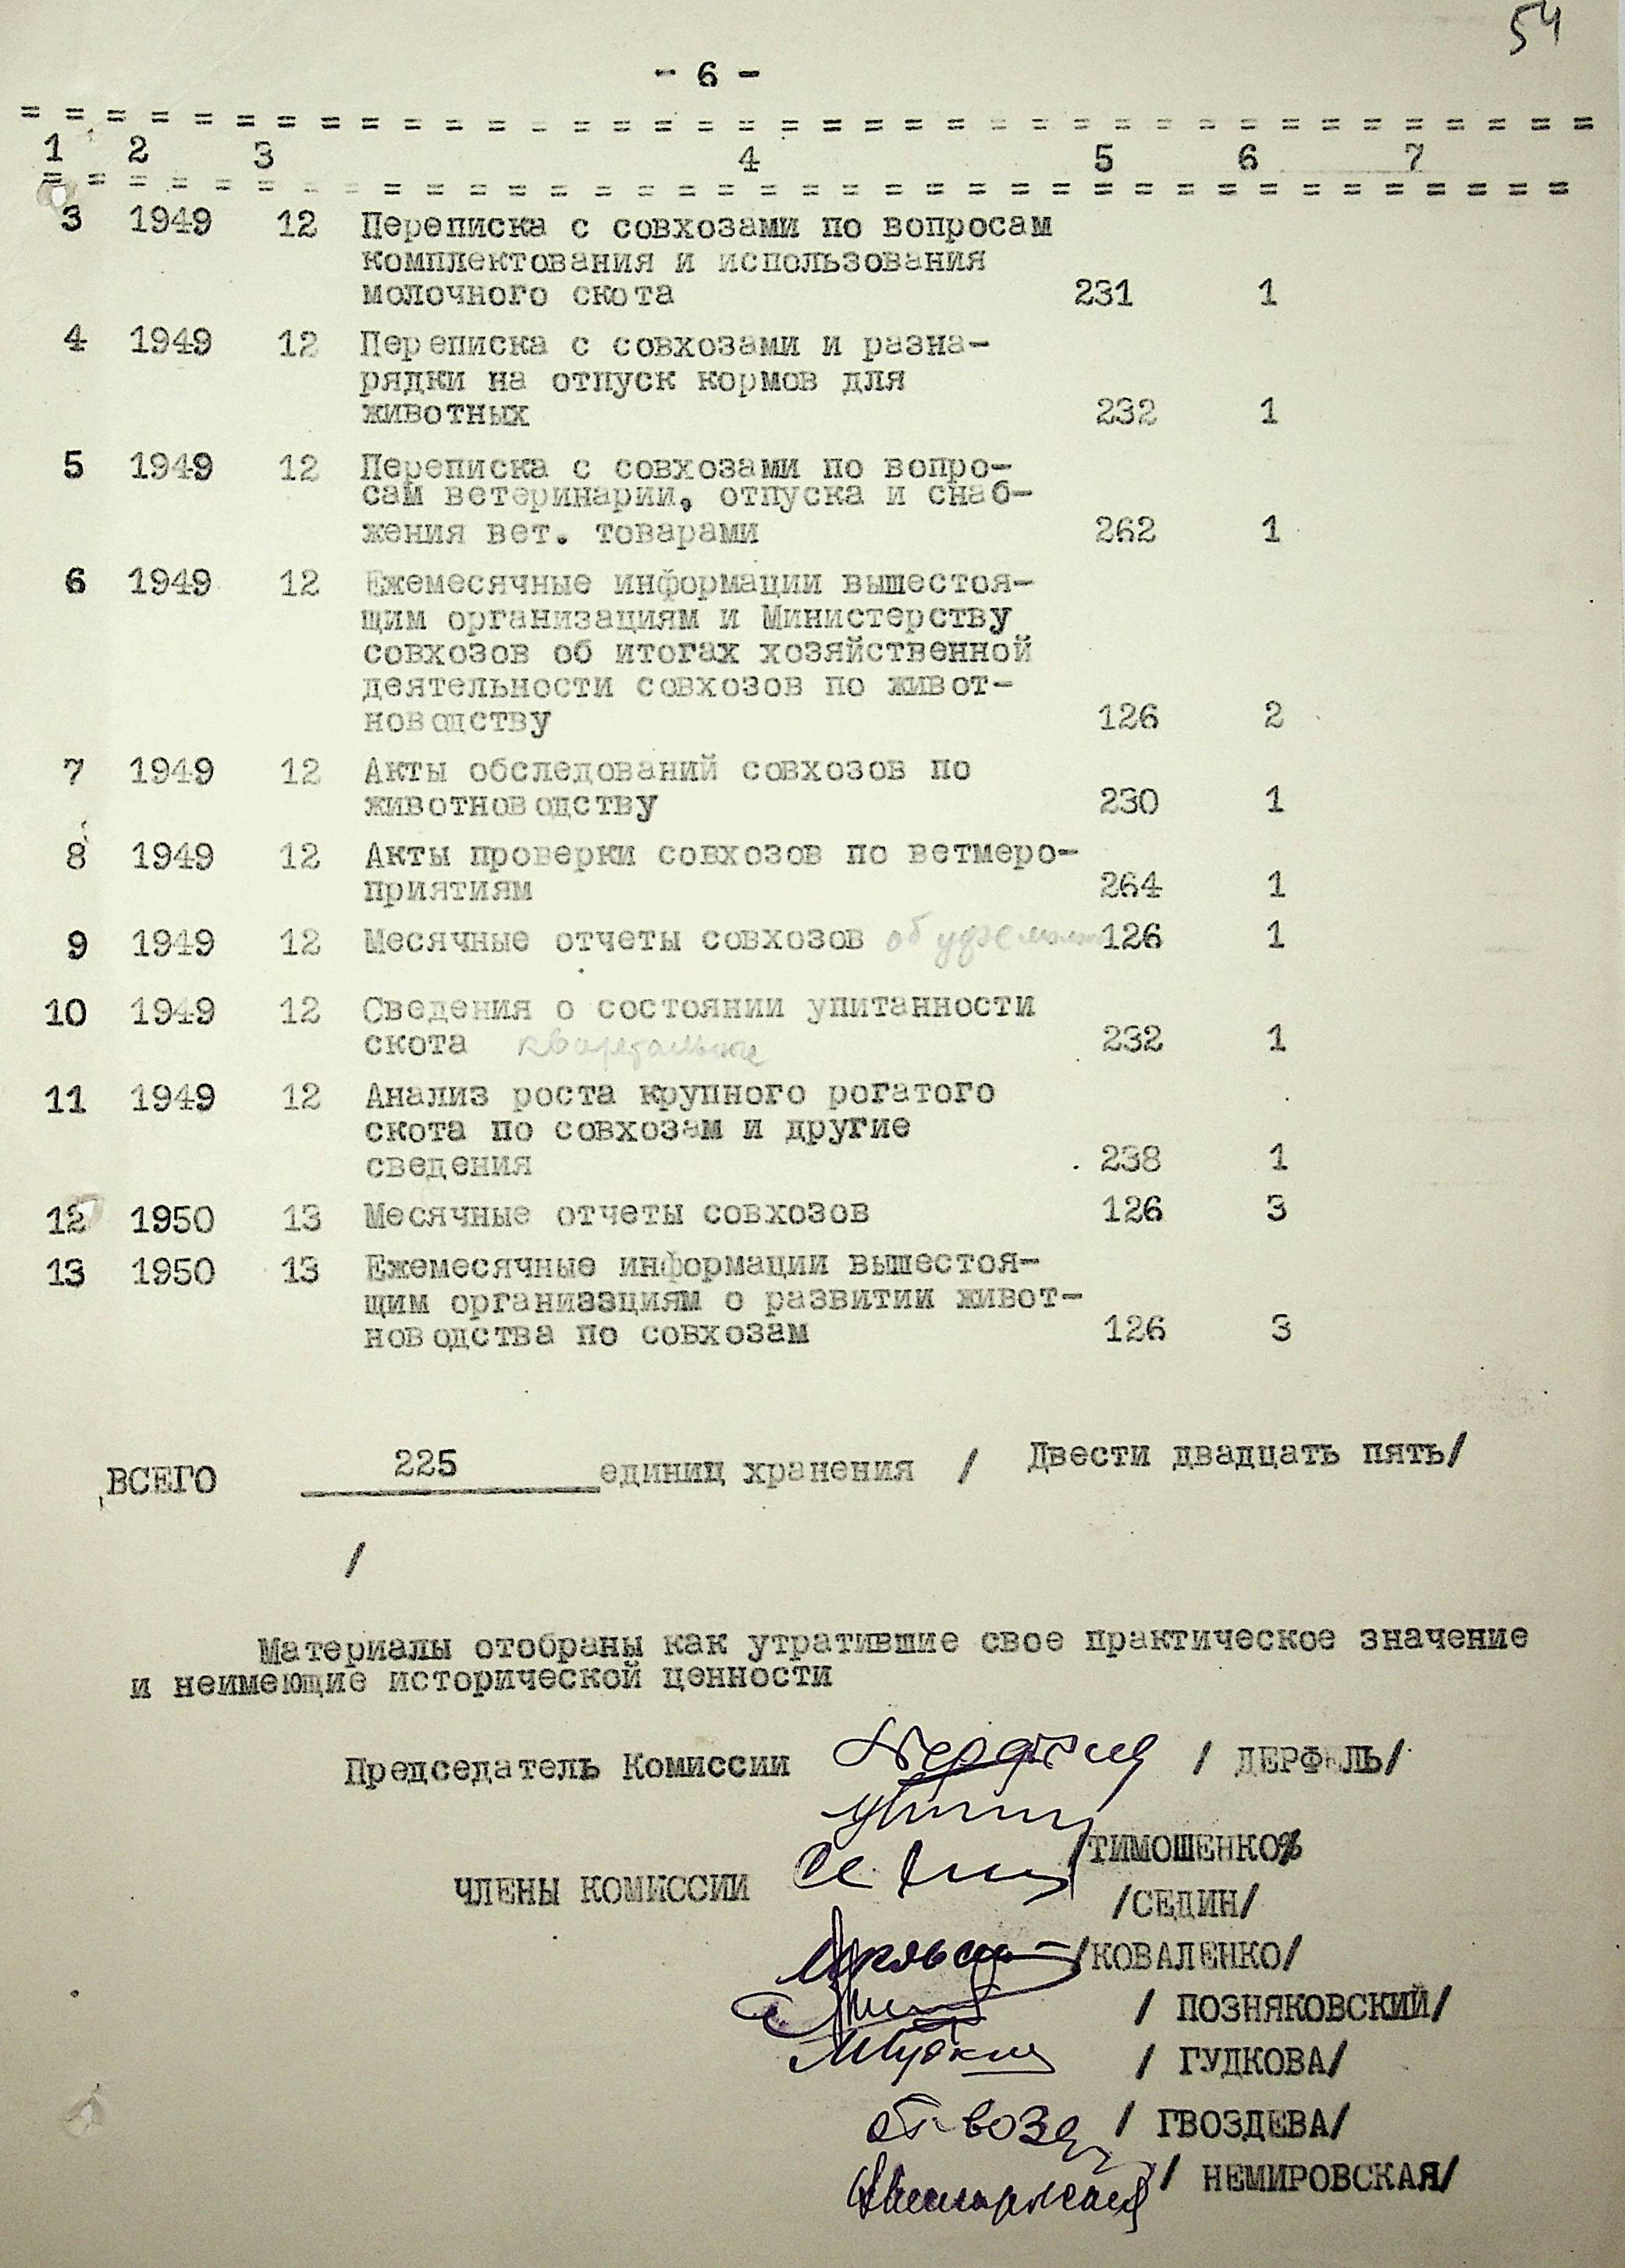 54
- 6 -
= = = = = = = = = = = = = = = = = = = = = = = = = = = = = = = = = = = = = =
1 2 3 4 5 6 7
= = = = = = = = = = = = = = = = = = = = = = = = = = = = = = = = = = = = =
3 1949 12 Переписка с совхозами по вопросам
комплектования и использования
молочного скота 231 1
4 1949 12 Переписка с совхозами и разна-
рядки на отпуск кормов для
животных 232 1
5 1949 12 Переписка с совхозами по вопро-
сам ветеринарии, отпуска и снаб-
жения вет. товарами 262 1
6 1949 12 Ежемесячные информации вышестоя-
щим организациям и Министерству
совхозов об итогах хозяйственной
деятельности совхозов по живот-
новодству 126 2
7 1949 12 Акты обследований совхозов по
животноводству 230 1
8 1949 12 Акты проверки совхозов по ветмеро-
приятиям 264 1
9 1949 12 Месячные отчеты совхозов об 126 1
10 1949 12 Сведения о состоянии упитанности
скота квартальные 232 1
11 1949 12 Анализ роста крупного рогатого
скота по совхозам и другие
сведения 238 1
12 1950 13 Месячные отчеты совхозов 126 3
13 1950 13 Ежемесячные информации вышестоя-
щим организзциям о развитии живот-
новодства по совхозам 126 3
ВСЕГО 225 единиц хранения / Двести двадцать пять/
/
Материалы отобраны как утратившие свое практическое значение
и неимеющие исторической ценности
Председатель Комиссии / ДЕРФЕЛЬ/
/ТИМОШЕНКО%
ЧЛЕНЫ КОМИССИИ
/СЕДИН/
/КОВАЛЕНКО/
/ ПОЗНЯКОВСКИЙ/
/ ГУДКОВА/
/ ГВОЗДЕВА/
/ НЕМИРОВСКАЯ/